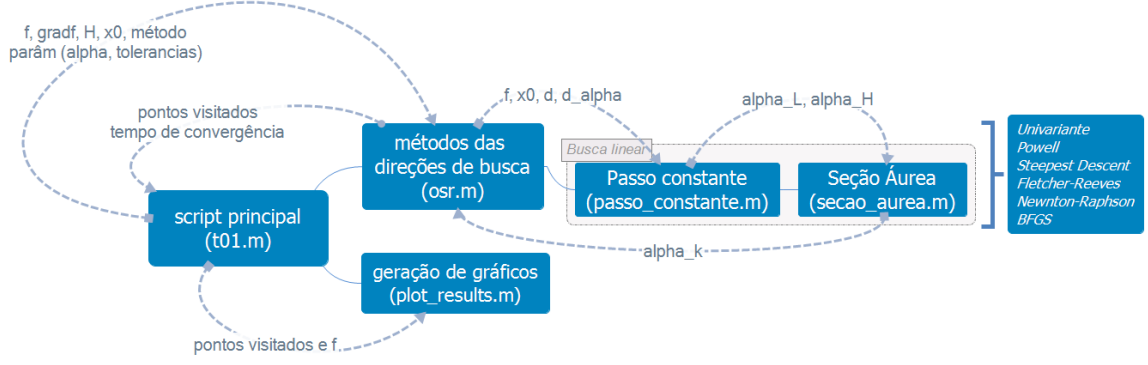 f, gradf, H, x0, método
parâm (alpha, tolerancias)
pontos visitados
tempo de convergência
f, x0, d, d_alpha
alpha_L, alpha_H
métodos das
direções de busca
(osr.m)
Busca linear
Passo constante
(passo_constante.m)
Seção Áurea
(secao_aurea.m)
Univariante
Powell
Steepest Descent
Fletcher-Reeves
Newnton-Raphson
BFGS
script principal
(t01.m)
alpha_k
geração de gráficos
(plot_results.m)
pontos visitados e f